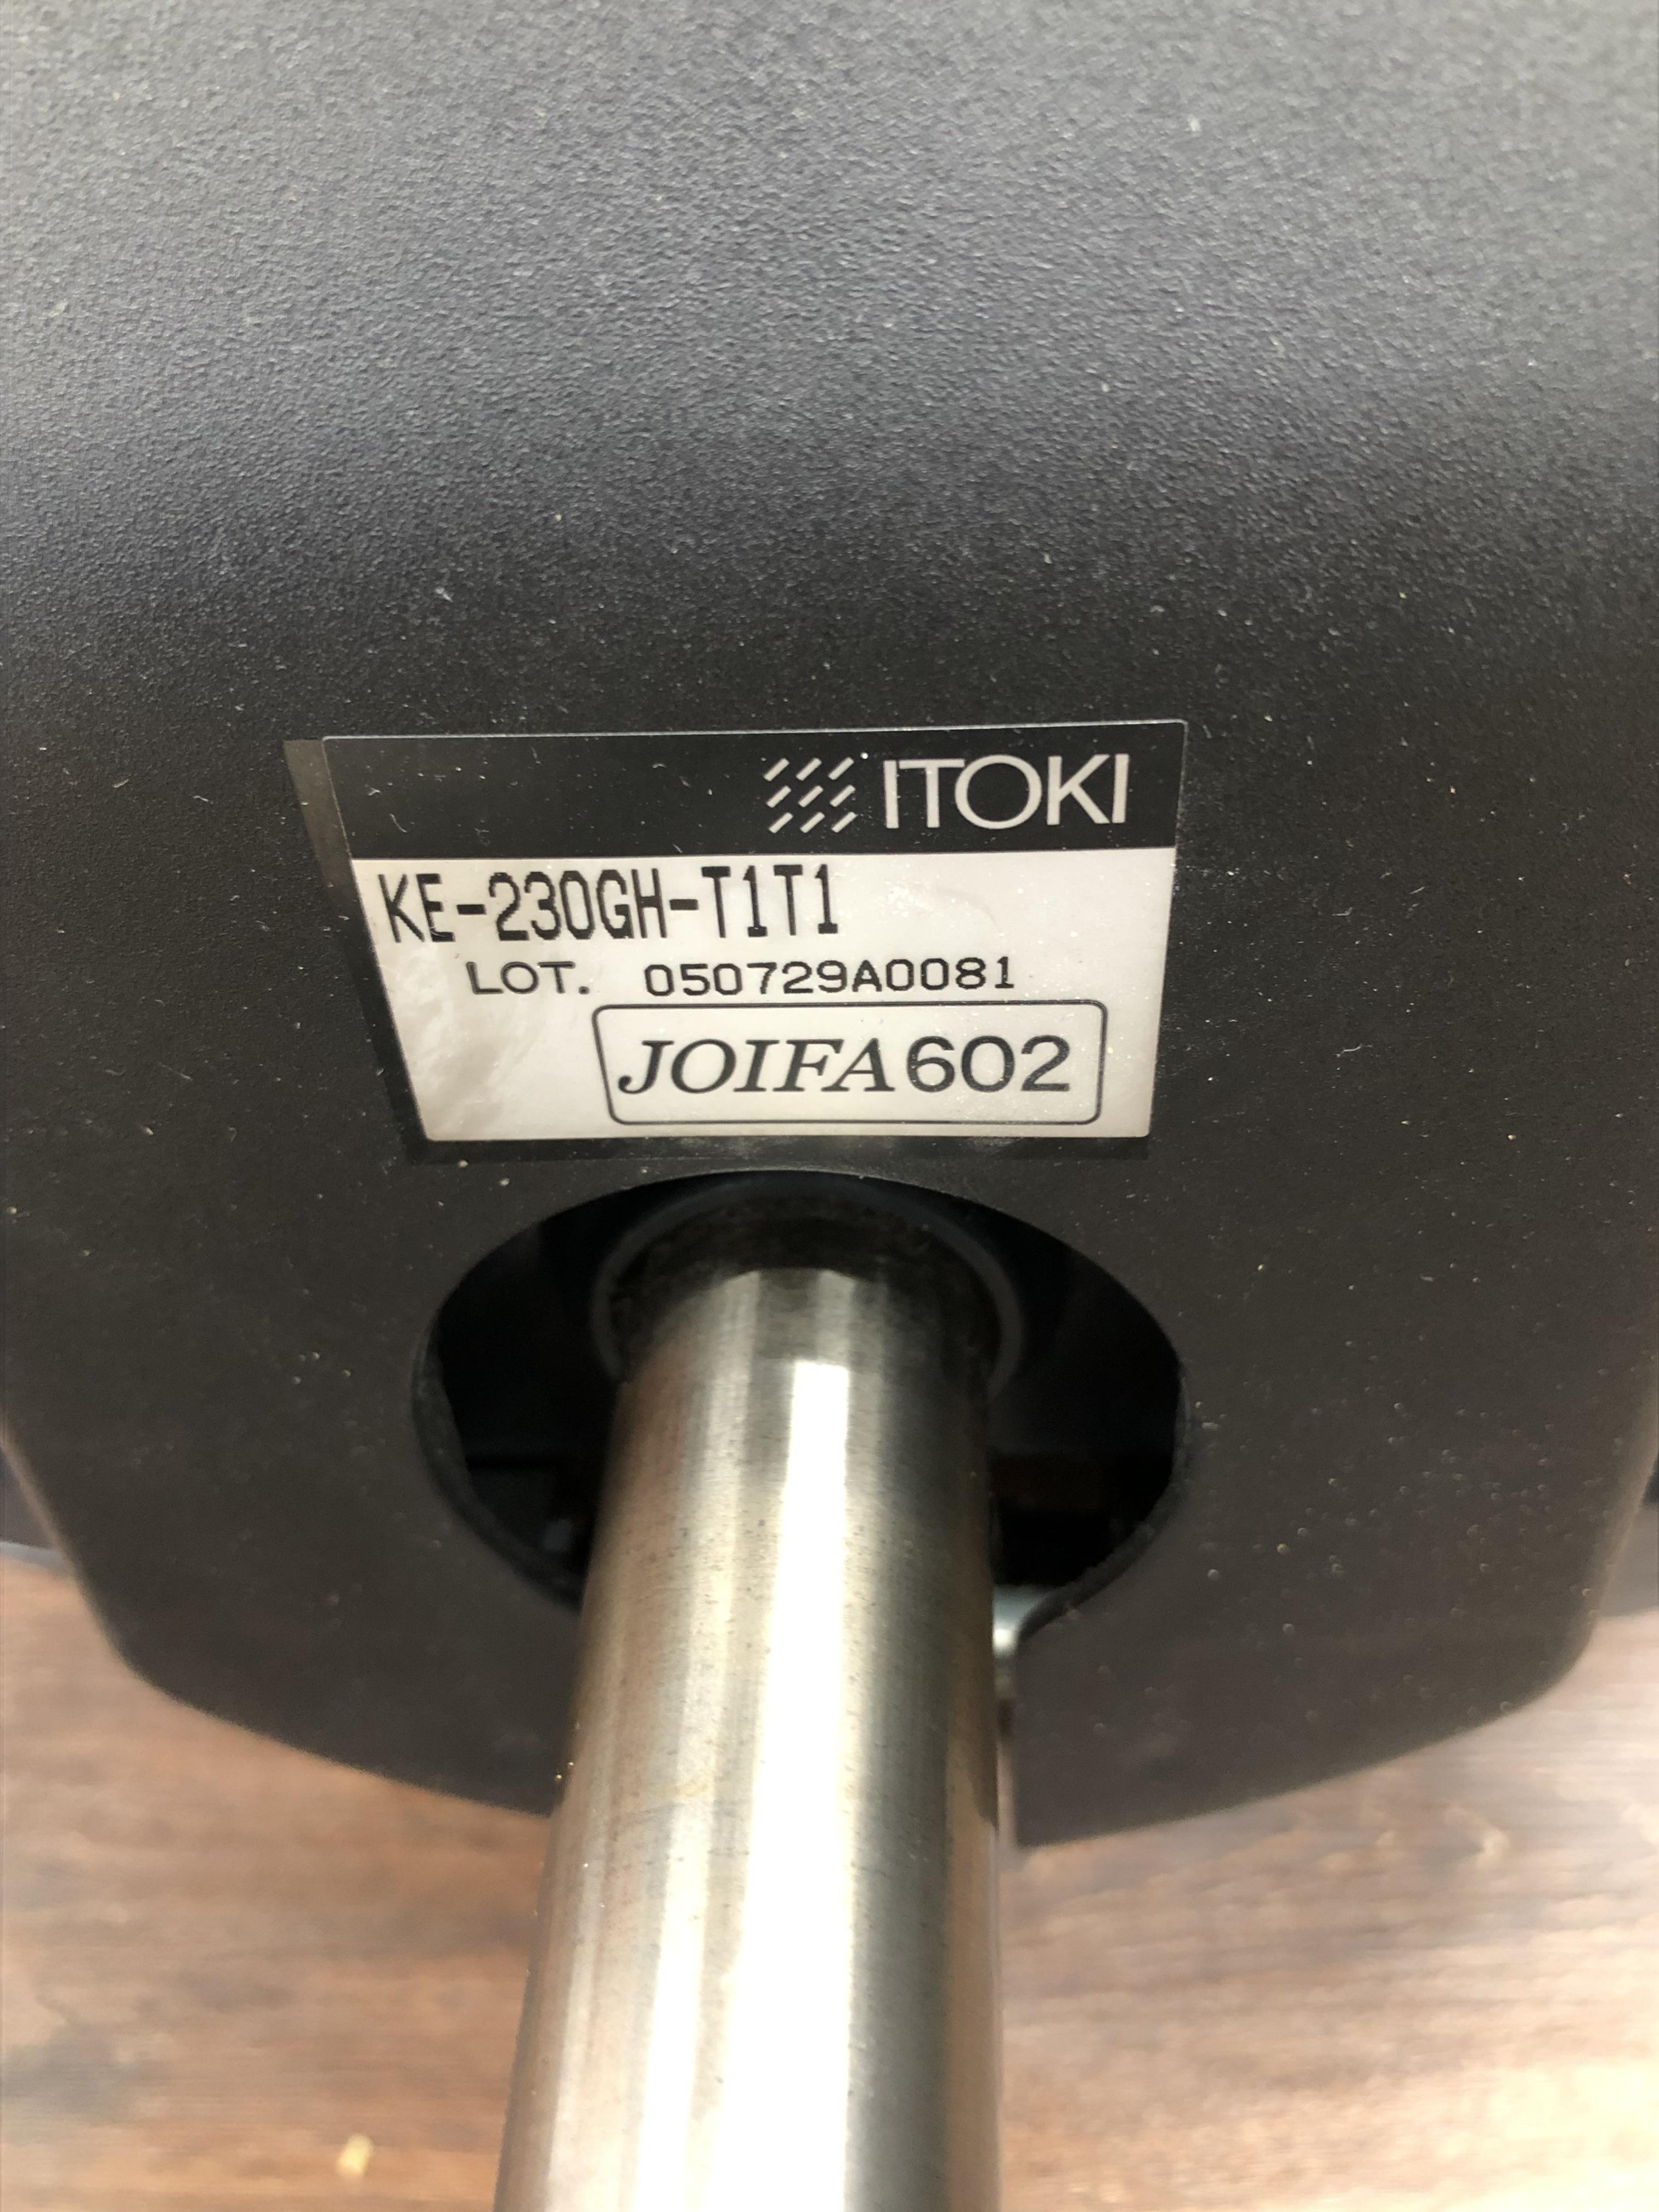 ITOKI
KE-230GH-T1T1
LOT. 050729A0081
JOIFA602